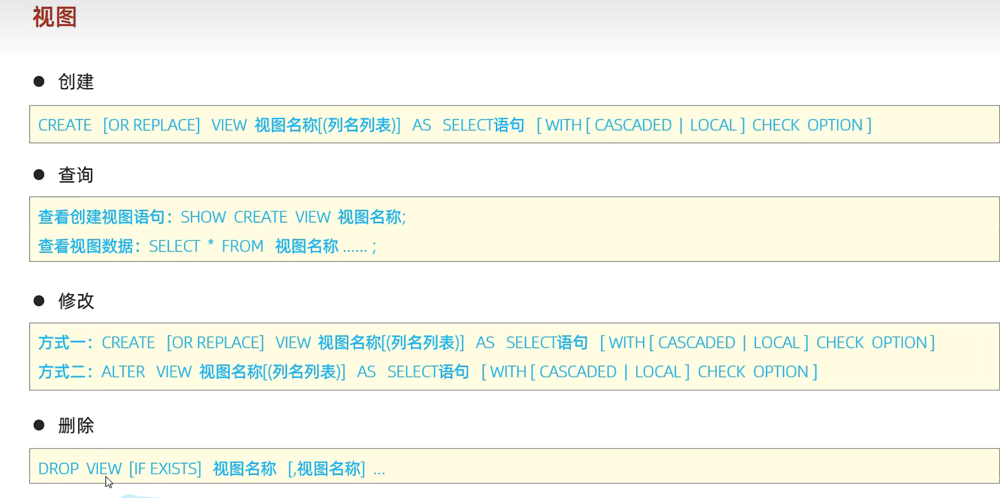 视图
创建
CREATE [OR REPLACE] VIEW 视图名称[(列名列表)] AS SELECT语句 [ WITH [ CASCADED | LOCAL ] CHECK OPTION ]
查询
查看创建视图语句：SHOW CREATE VIEW 视图名称;
查看视图数据：SELECT * FROM 视图名称 ...... ;
修改
方式一：CREATE [OR REPLACE] VIEW 视图名称[(列名列表)] AS SELECT语句 [ WITH [ CASCADED | LOCAL ] CHECK OPTION ]
方式二：ALTER VIEW 视图名称[(列名列表)] AS SELECT语句 [ WITH [ CASCADED | LOCAL ] CHECK OPTION ]
删除
DROP VIEW [IF EXISTS] 视图名称 [,视图名称] ...